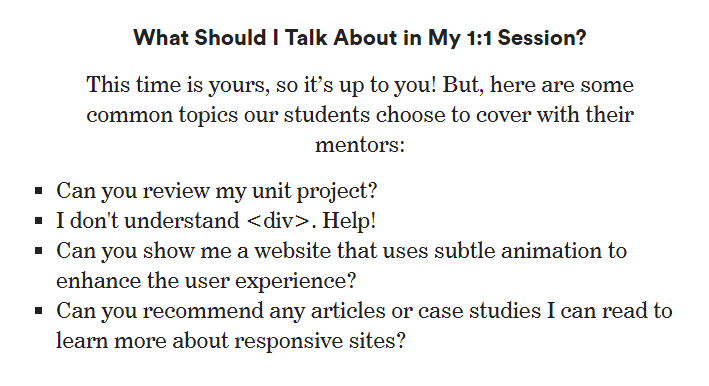 What Should I Talk About in My 1:1 Session?
This time is yours, so it’s up to you! But, here are some
common topics our students choose to cover with their
mentors:
▪ Can you review my unit project?
▪ I don't understand <div>. Help!
▪ Can you show me a website that uses subtle animation to
enhance the user experience?
▪ Can you recommend any articles or case studies I can read to
learn more about responsive sites?